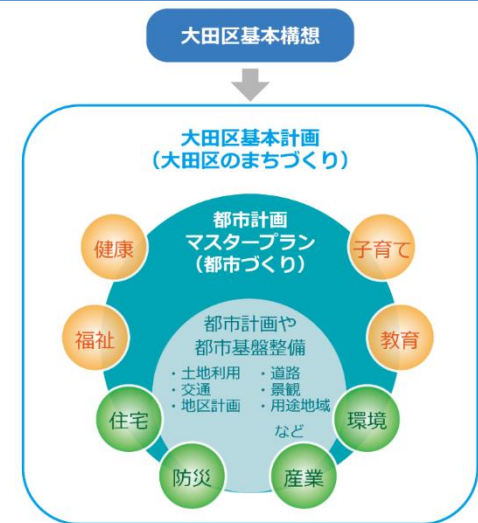 大田区基本構想
大田区基本計画
（大田区のまちづくり）
都市計画
マスタープラン
（都市づくり）
健康
子育て
福祉
教育
都市計画や
都市基盤整備
・土地利用 ・道路
・交通 ・景観
・地区計画 ・用途地域
など
住宅
環境
防災
産業